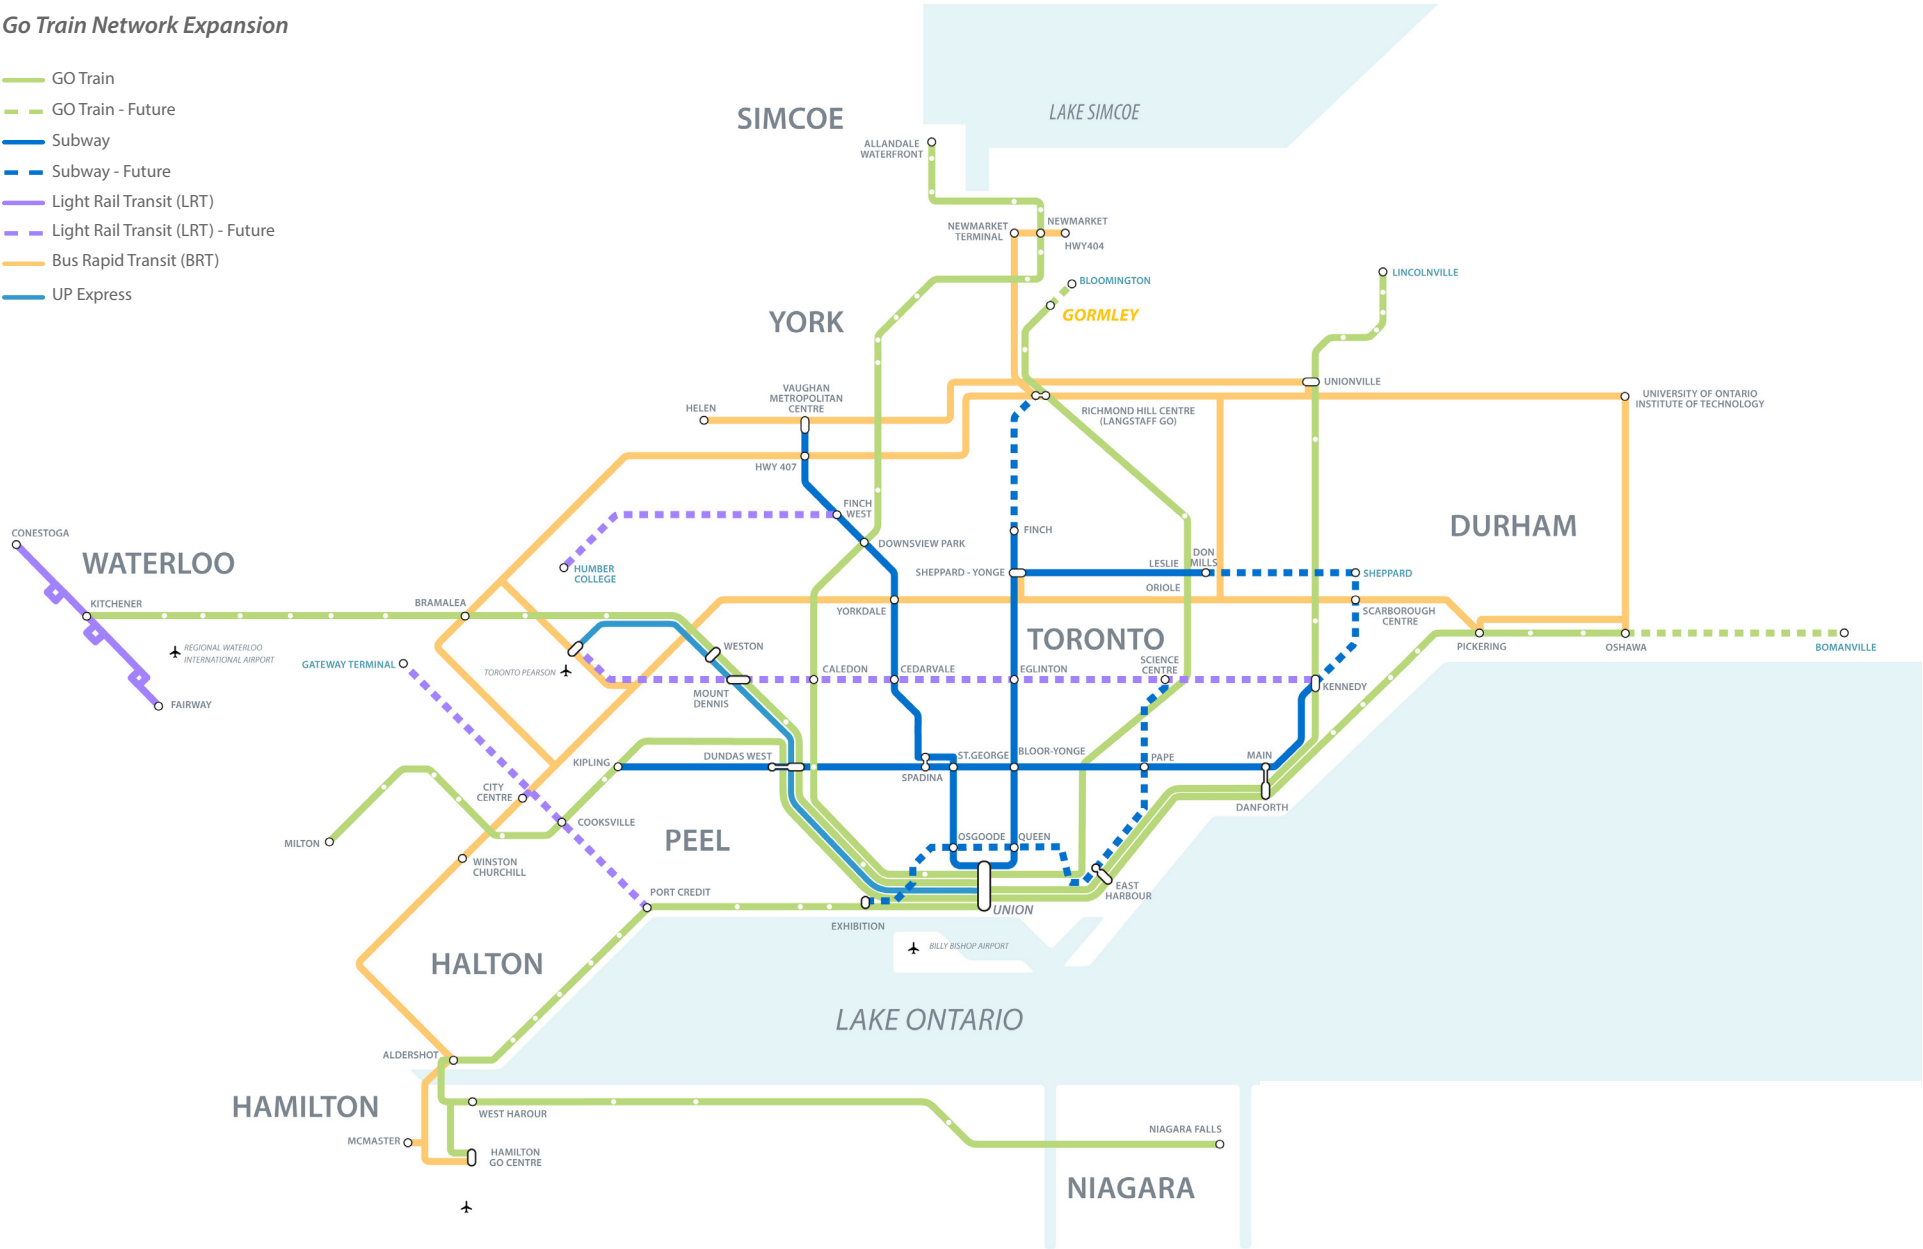 Go Train Network Expansion
GO Train
GO Train - Future
Subway
Subway - Future
Light Rail Transit (LRT)
Light Rail Transit (LRT) - Future
Bus Rapid Transit (BRT)
UP Express
SIMCOE
LAKE SIMCOE
ALLANDALE
WATERFRONT
NEWMARKET
TERMINAL
NEWMARKET
HWY404
BLOOMINGTON
LINCOLNVILLE
GORMLEY
YORK
VAUGHAN
METROPOLITAN
CENTRE
UNIONVILLE
HELEN
RICHMOND HILL CENTRE
(LANGSTAFF GO)
UNIVERSITY OF ONTARIO
INSTITUTE OF TECHNOLOGY
HWY 407
FINCH
WEST
FINCH
DURHAM
CONESTOGA
WATERLOO
DOWNSVIEW PARK
HUMBER
COLLEGE
SHEPPARD - YONGE
LESLIE
DON
MILLS
SHEPPARD
ORIOLE
KITCHENER
BRAMALEA
YORKDALE
SCARBOROUGH
CENTRE
TORONTO
REGIONAL WATERLOO
INTERNATIONAL AIRPORT
GATEWAY TERMINAL
TORONTO PEARSON
WESTON
PICKERING
OSHAWA
BOMANVILLE
MOUNT
DENNIS
CALEDON
CEDARVALE
EGLINTON
SCIENCE
CENTRE
KENNEDY
FAIRWAY
KIPLING
DUNDAS WEST
SPADINA
ST.GEORGE
BLOOR-YONGE
PAPE
MAIN
DANFORTH
CITY
CENTRE
COOKSVILLE
MILTON
PEEL
OSGOODE
QUEEN
WINSTON
CHURCHILL
PORT CREDIT
EXHIBITION
UNION
EAST
HARBOUR
BILLY BISHOP AIRPORT
HALTON
LAKE ONTARIO
ALDERSHOT
HAMILTON
WEST HAROUR
MCMASTER
HAMILTON
GO CENTRE
NIAGARA FALLS
NIAGARA